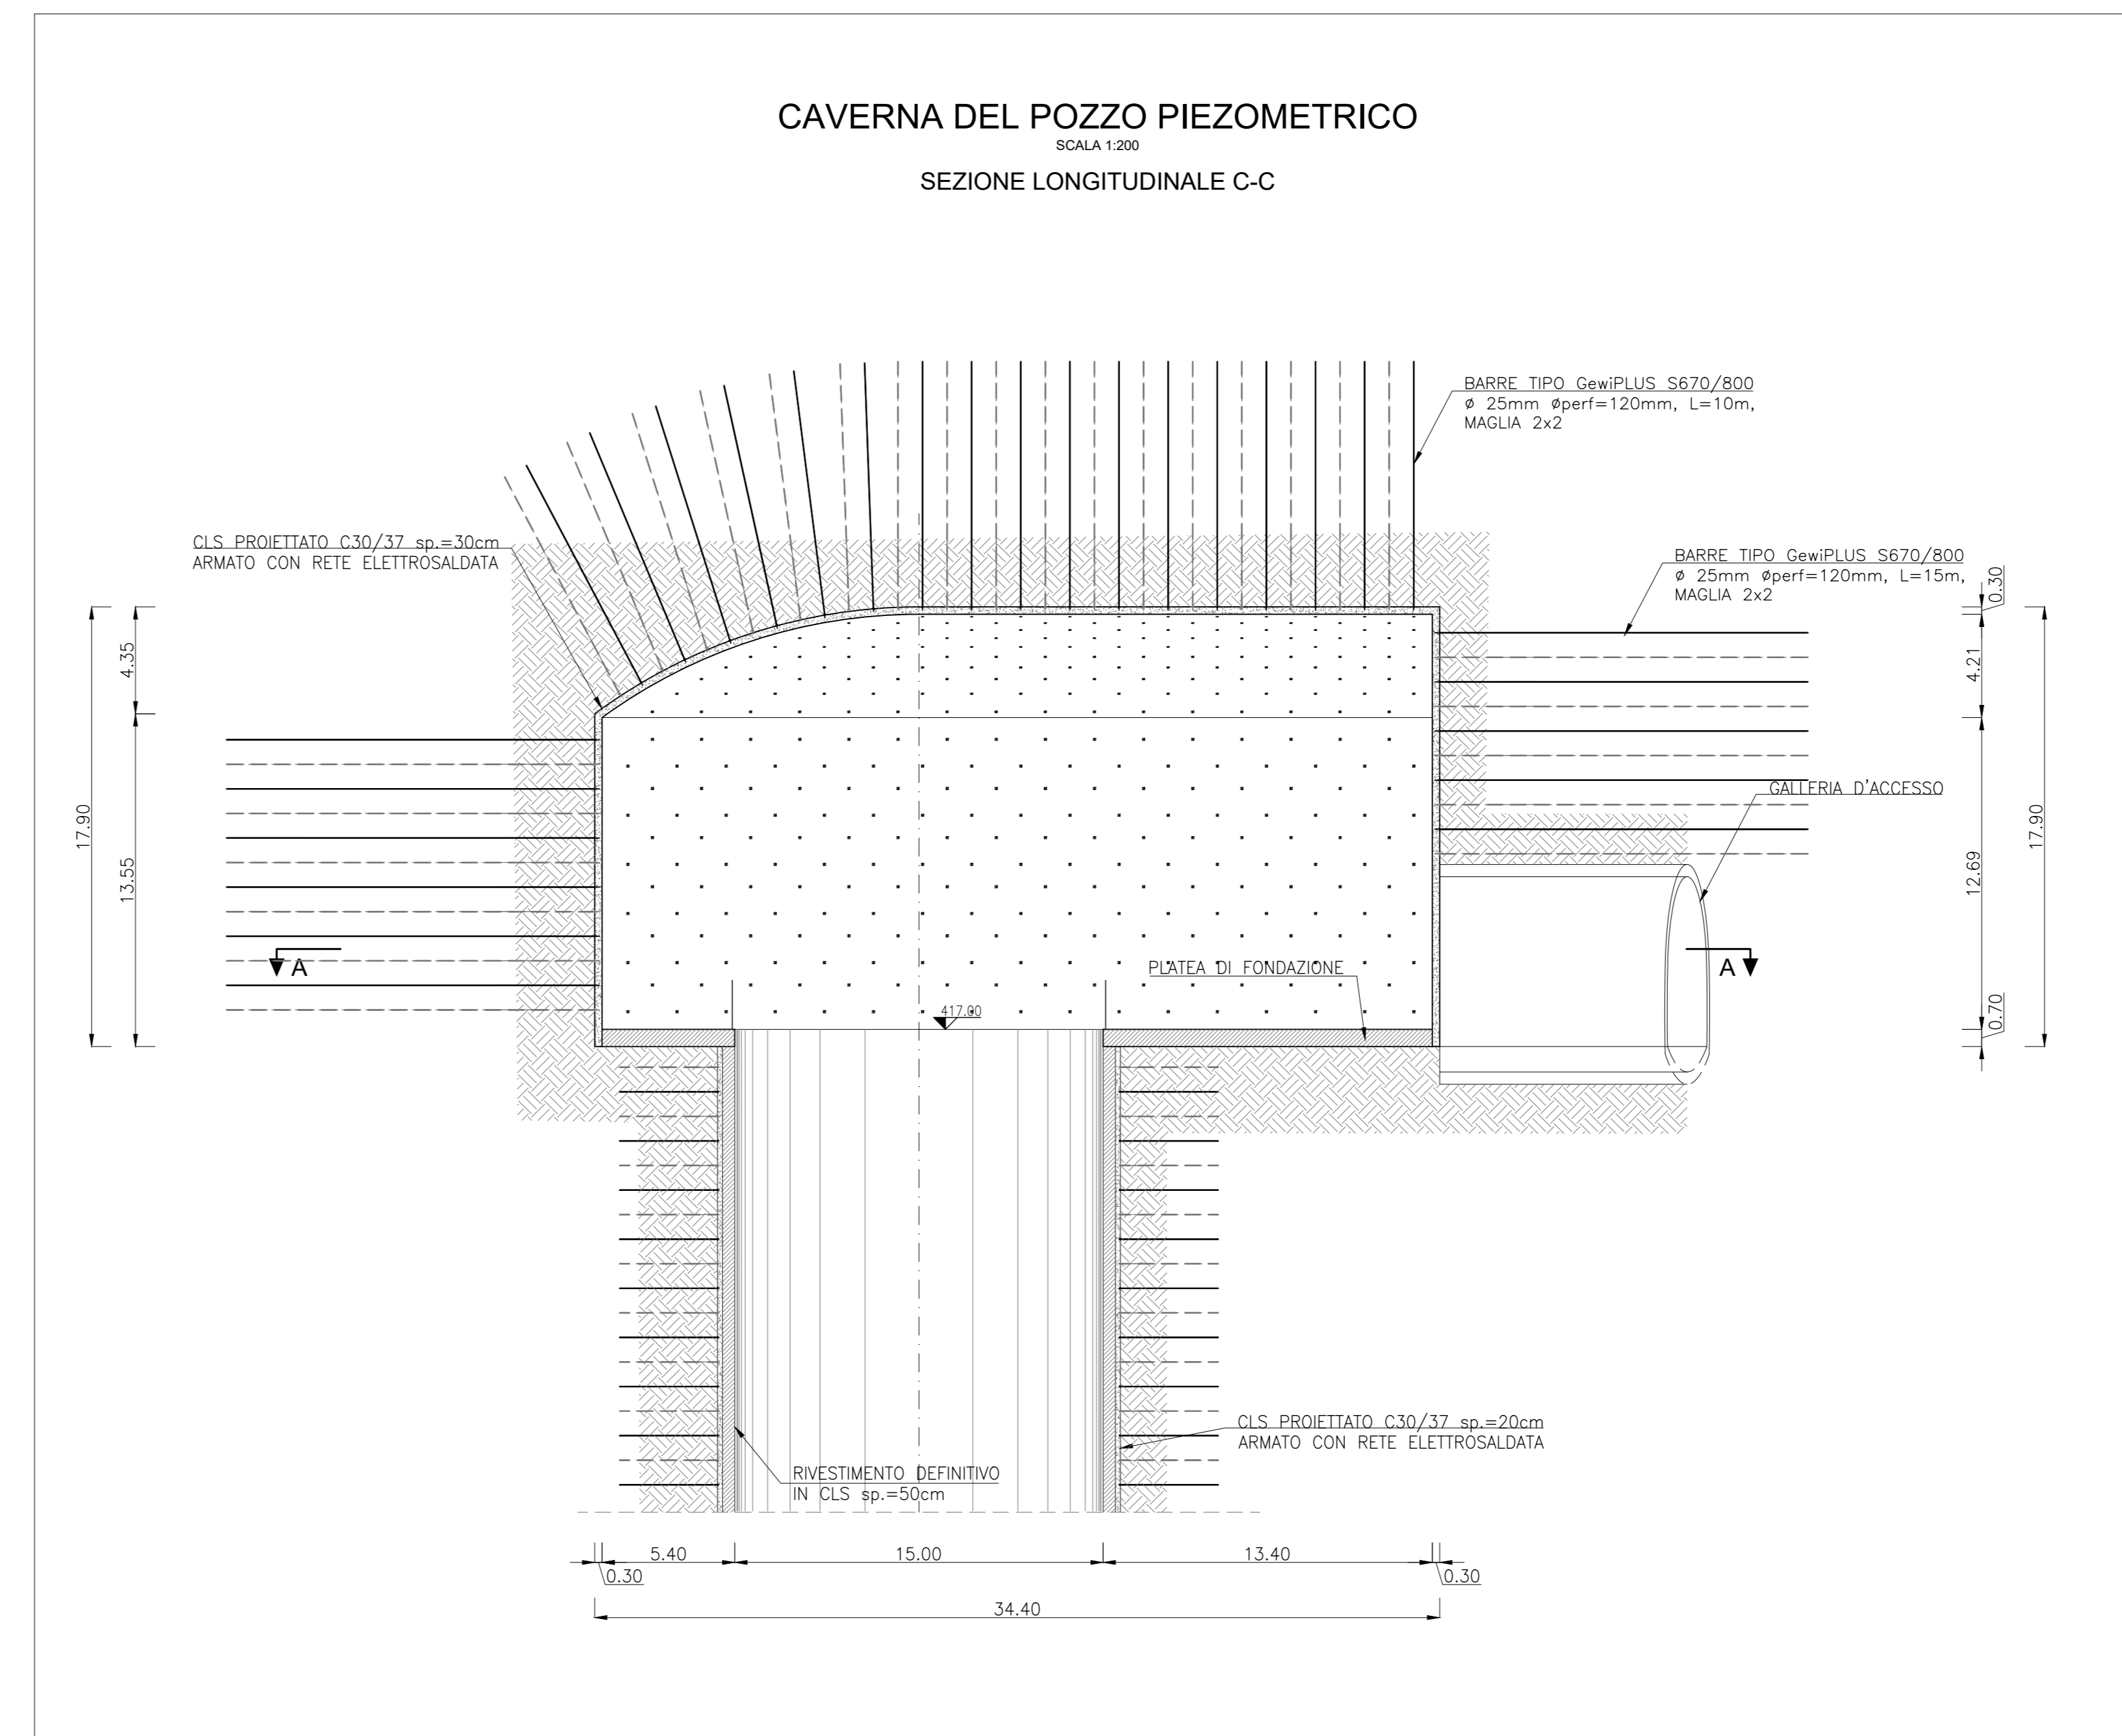 CAVERNA DEL POZZO PIEZOMETRICO
SCALA 1:200
SEZIONE LONGITUDINALE C-C
BARRE TIPO GewiPLUS S670/800
ø 25mm øperf=120mm, L=10m,
MAGLIA 2x2
CLS PROIETTATO C30/37 sp.=30cm
ARMATO CON RETE ELETTROSALDATA
BARRE TIPO GewiPLUS S670/800
ø 25mm øperf=120mm, L=15m,
MAGLIA 2x2
0.30
4.35
4.21
GALLERIA D'ACCESSO
17.90
13.55
12.69
17.90
A
PLATEA DI FONDAZIONE
A
417.00
0.70
CLS PROIETTATO C30/37 sp.=20cm
ARMATO CON RETE ELETTROSALDATA
RIVESTIMENTO DEFINITIVO
IN CLS sp.=50cm
5.40
15.00
13.40
0.30
0.30
34.40